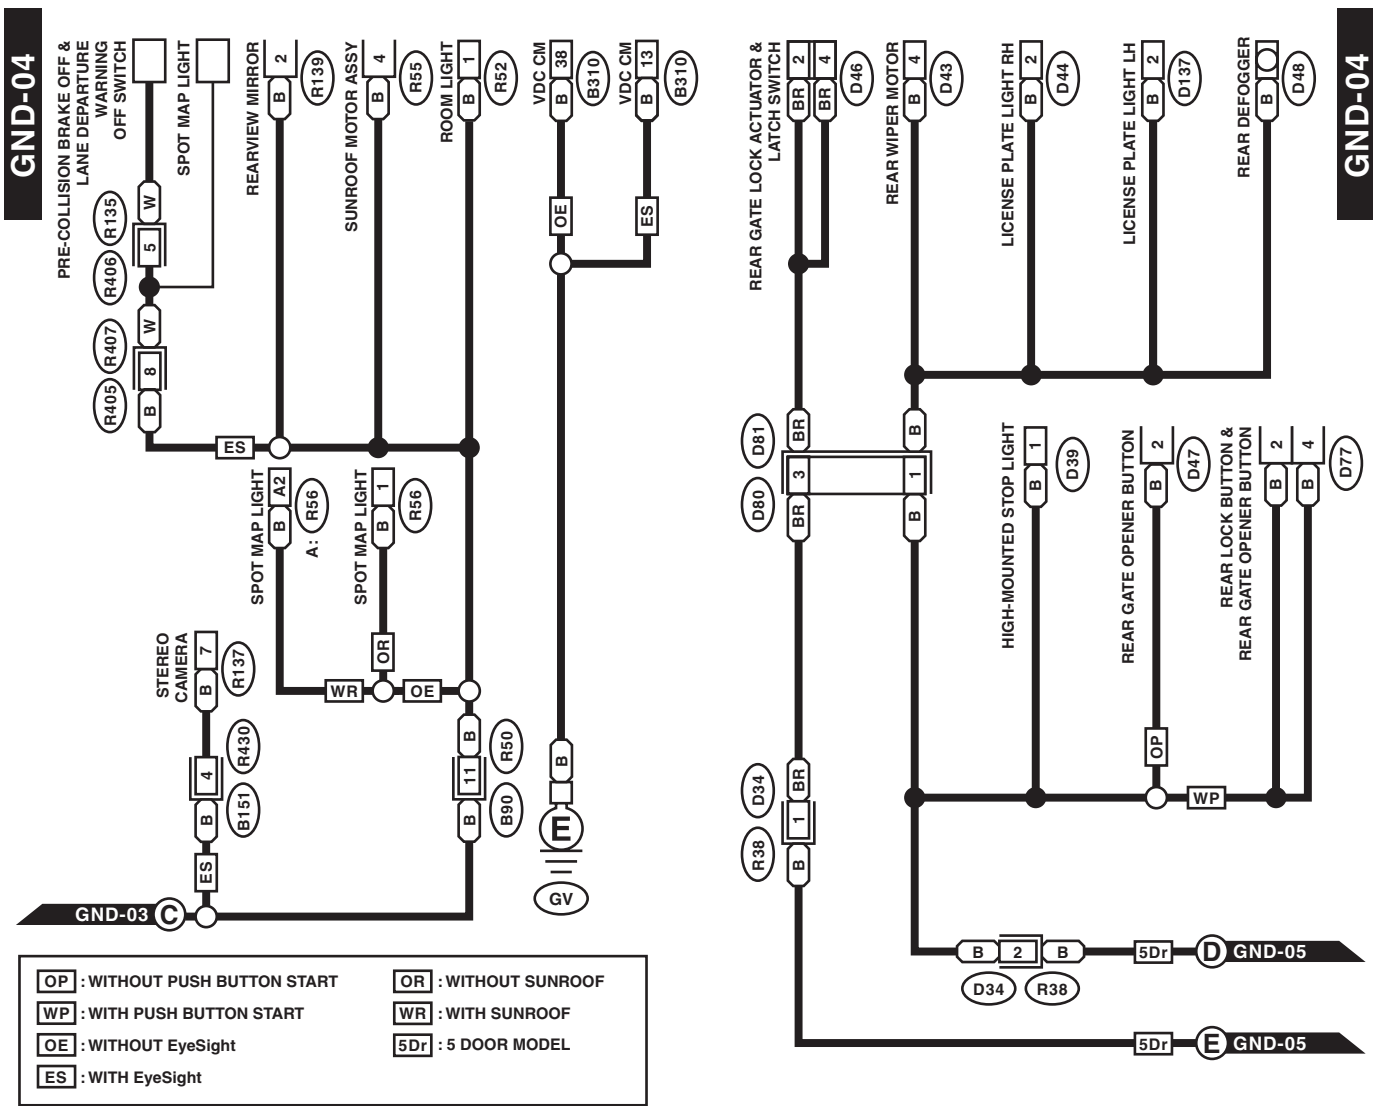 GND-04
GND-04
PRE-COLLISION BRAKE OFF &
LANE DEPARTURE
WARNING
OFF SWITCH
SPOT MAP LIGHT
REARVIEW MIRROR
2
B
R139
SUNROOF MOTOR ASSY
4
B
R55
ROOM LIGHT
1
B
R52
VDC CM
38
B
B310
VDC CM
13
B
B310
REAR GATE LOCK ACTUATOR &
LATCH SWITCH
2
4
BR
BR
D46
REAR WIPER MOTOR
4
B
D43
LICENSE PLATE LIGHT RH
2
B
D44
LICENSE PLATE LIGHT LH
2
B
D137
REAR DEFOGGER
B
D48
W
R135
5
R406
W
R407
8
R405
B
ES
OE
ES
SPOT MAP LIGHT
A2
B
A: R56
SPOT MAP LIGHT
1
B
R56
OR
WR
OE
STEREO
CAMERA
7
B
R137
R430
4
B151
B
ES
B
R50
11
B90
B
B
E
GV
GND-03 C
BR
B
D81
3
1
D80
BR
B
HIGH-MOUNTED STOP LIGHT
1
B
D39
REAR GATE OPENER BUTTON
2
B
D47
OP
REAR LOCK BUTTON &
REAR GATE OPENER BUTTON
2
4
B
B
D77
WP
BR
D34
1
R38
B
B 2 B
D34 R38
5Dr D GND-05
5Dr E GND-05
OP : WITHOUT PUSH BUTTON START
WP : WITH PUSH BUTTON START
OE : WITHOUT EyeSight
ES : WITH EyeSight
OR : WITHOUT SUNROOF
WR : WITH SUNROOF
5Dr : 5 DOOR MODEL